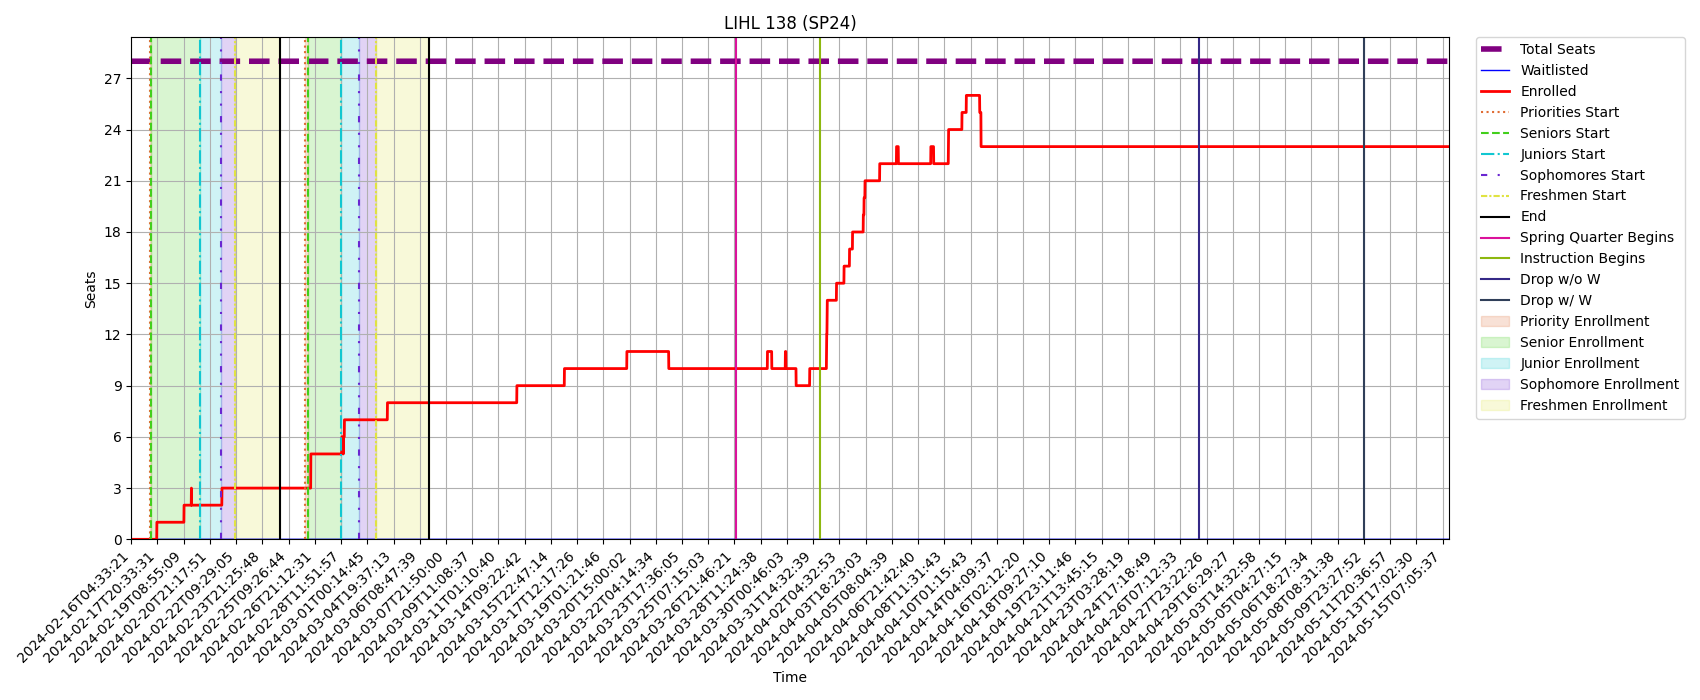 LIHL 138 (SP24)
Seats
27
24
21
18
15
12
9
6
3
0
2024-02-16T04:33:21
2024-02-17T20:33:31
2024-02-19T08:55:09
2024-02-20T21:17:51
2024-02-22T09:29:05
2024-02-23T21:25:48
2024-02-25T09:26:44
2024-02-26T21:12:31
2024-02-28T11:51:57
2024-03-01T00:14:45
2024-03-04T19:37:13
2024-03-06T08:47:39
2024-03-07T21:50:00
2024-03-09T11:08:37
2024-03-11T01:10:40
2024-03-14T09:22:42
2024-03-15T22:47:14
2024-03-17T12:17:26
2024-03-19T01:21:46
2024-03-20T15:00:02
2024-03-22T04:14:34
2024-03-23T17:36:05
2024-03-25T07:15:03
2024-03-26T21:46:21
2024-03-28T11:24:38
2024-03-30T00:46:03
2024-03-31T14:32:39
2024-04-02T04:32:53
2024-04-03T18:23:03
2024-04-05T08:04:39
2024-04-06T21:42:40
2024-04-08T11:31:43
2024-04-10T01:15:43
2024-04-14T04:09:37
2024-04-16T02:12:20
2024-04-18T09:27:10
2024-04-19T23:11:46
2024-04-21T13:45:15
2024-04-23T03:28:19
2024-04-24T17:18:49
2024-04-26T07:12:33
2024-04-27T23:22:26
2024-04-29T16:29:27
2024-05-03T14:32:58
2024-05-05T04:27:15
2024-05-06T18:27:34
2024-05-08T08:31:38
2024-05-09T23:27:52
2024-05-11T20:36:57
2024-05-13T17:02:30
2024-05-15T07:05:37
Time
Total Seats
Waitlisted
Enrolled
Priorities Start
Seniors Start
Juniors Start
Sophomores Start
Freshmen Start
End
Spring Quarter Begins
Instruction Begins
Drop w/o W
Drop w/ W
Priority Enrollment
Senior Enrollment
Junior Enrollment
Sophomore Enrollment
Freshmen Enrollment